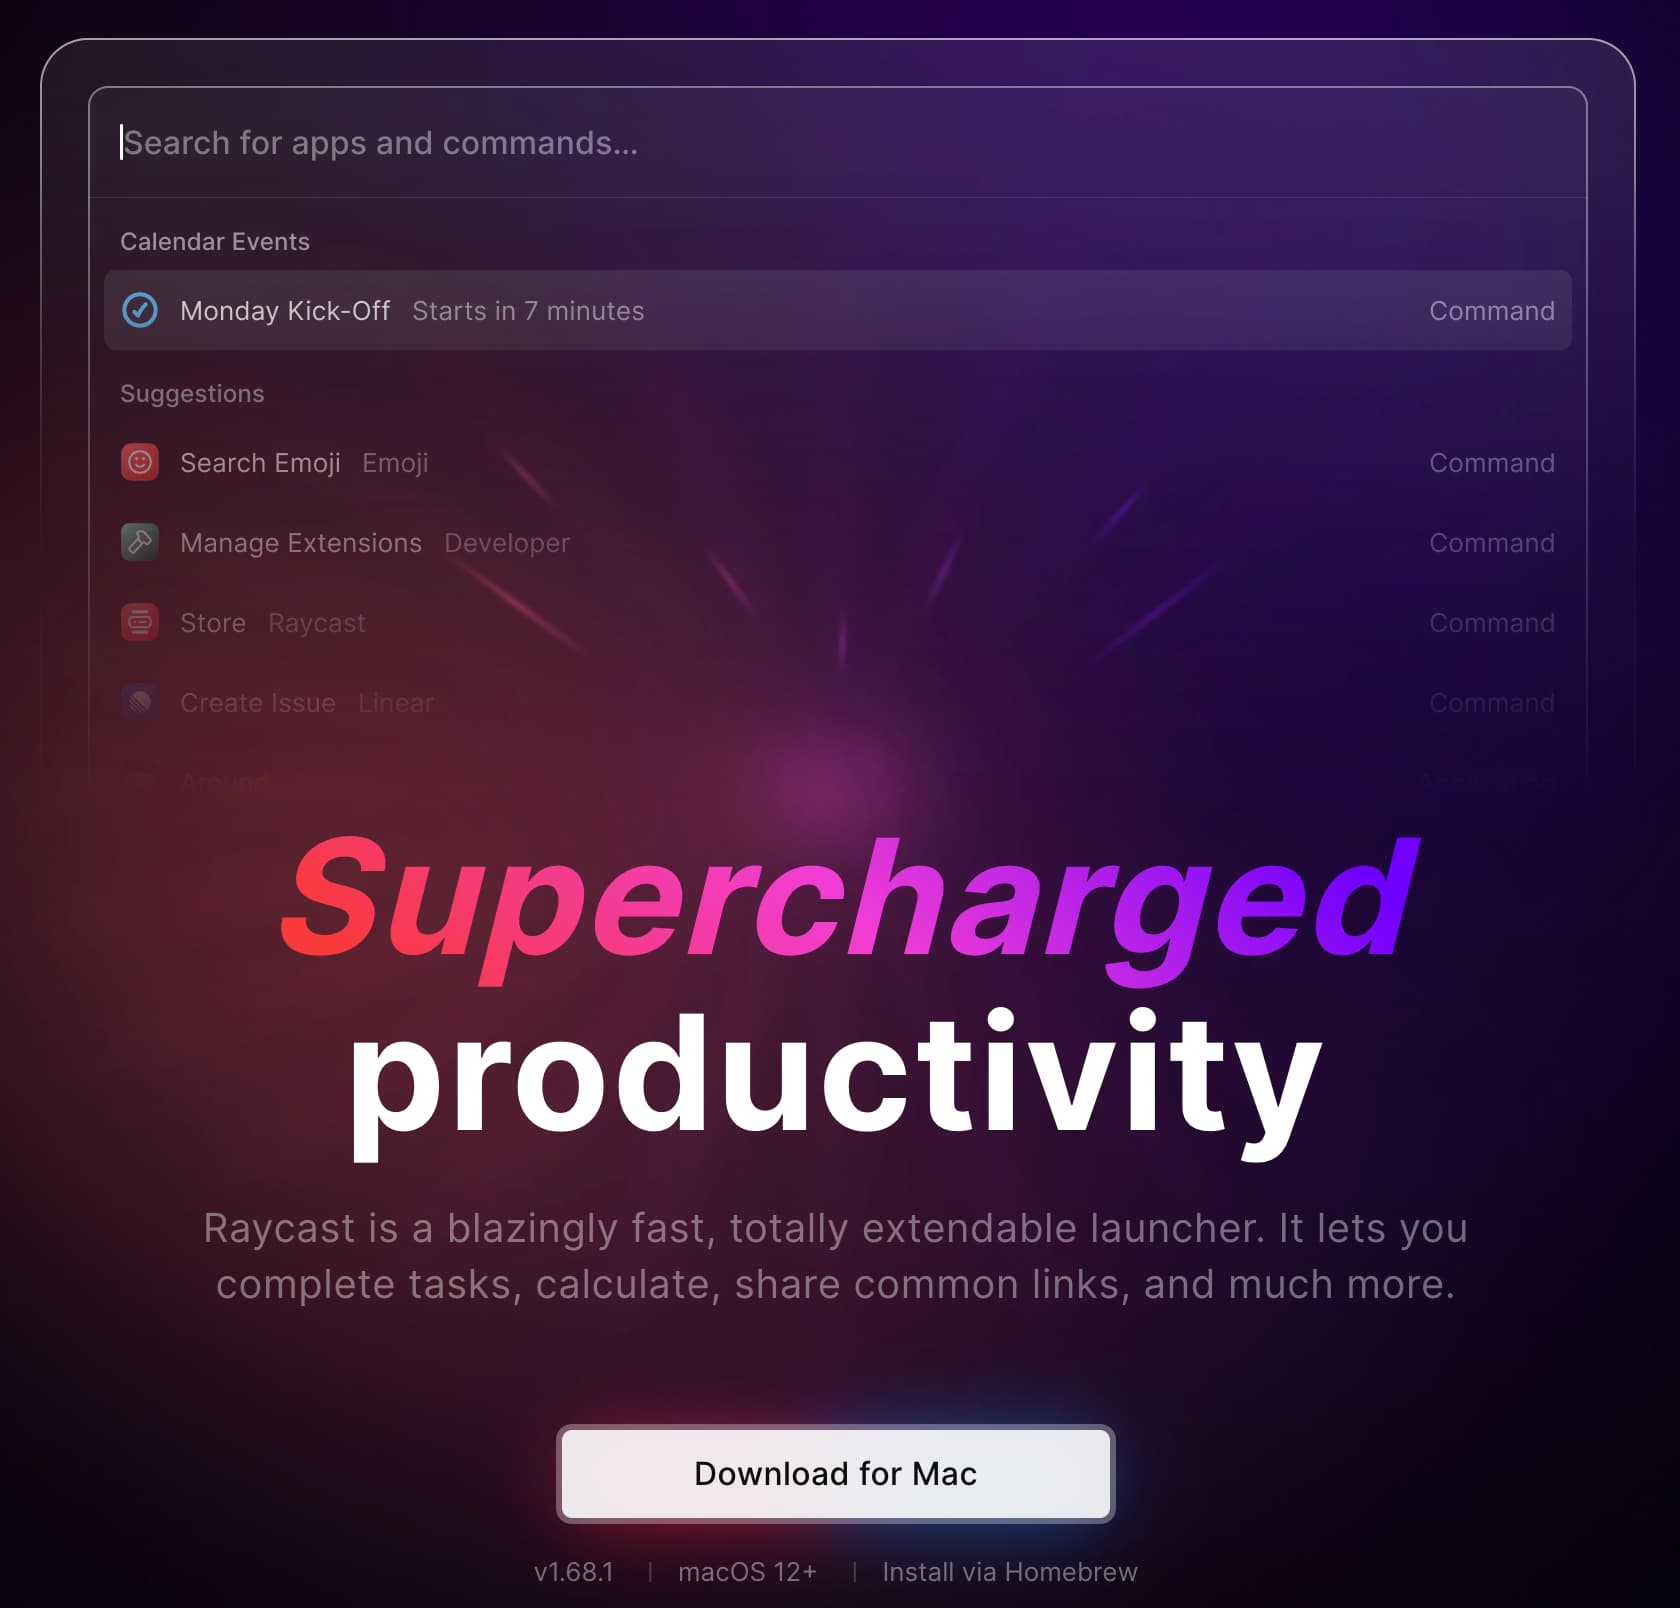 Search for apps and commands...
Calendar Events
Monday Kick-Off Starts in 7 minutes Command
Suggestions
Search Emoji Emoji Command
Manage Extensions Developer Command
Store Raycast Command
Create Issue Linear Command
Around
Supercharged
productivity
Raycast is a blazingly fast, totally extendable launcher. It lets you
complete tasks, calculate, share common links, and much more.
Download for Mac
v1.68.1 | macOS 12+ | Install via Homebrew